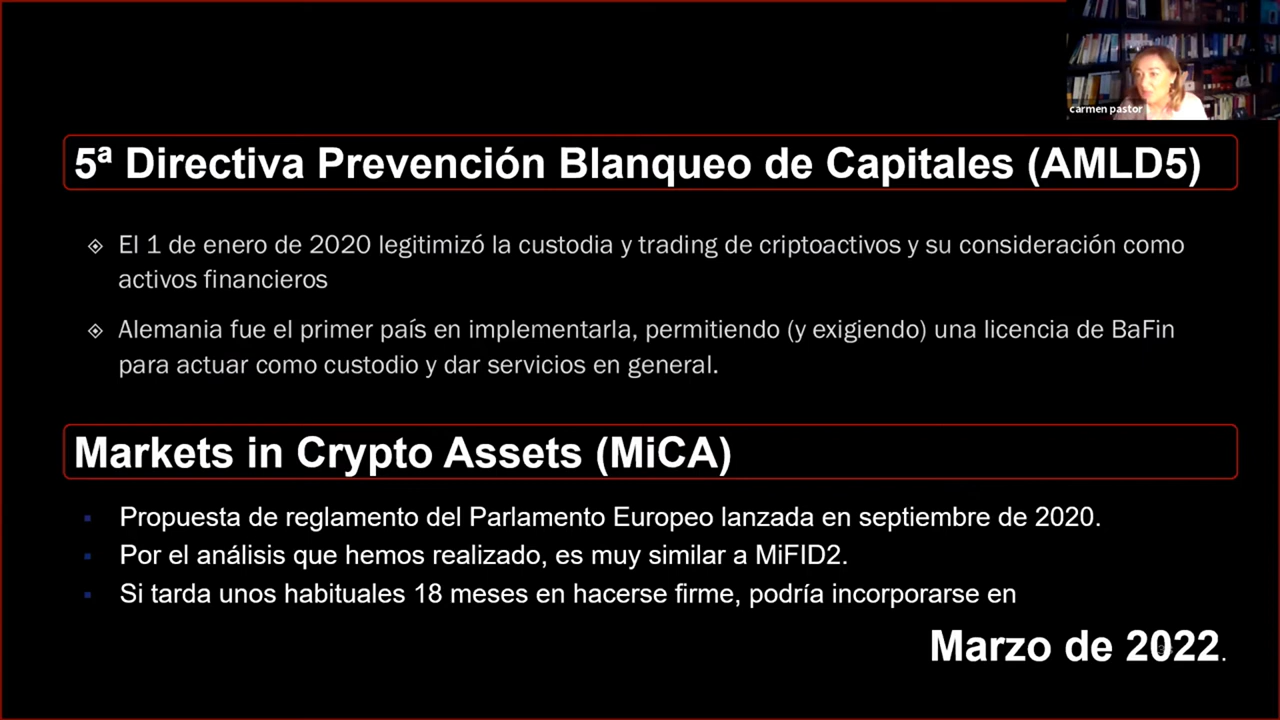 carmen pastor
5ª Directiva Prevención Blanqueo de Capitales (AMLD5)
El 1 de enero de 2020 legitimizó la custodia y trading de criptoactivos y su consideración como
activos financieros
Alemania fue el primer país en implementarla, permitiendo (y exigiendo) una licencia de BaFin
para actuar como custodio y dar servicios en general.
Markets in Crypto Assets (MiCA)
Propuesta de reglamento del Parlamento Europeo lanzada en septiembre de 2020.
Por el análisis que hemos realizado, es muy similar a MiFID2.
Si tarda unos habituales 18 meses en hacerse firme, podría incorporarse en
Marzo de 2022.